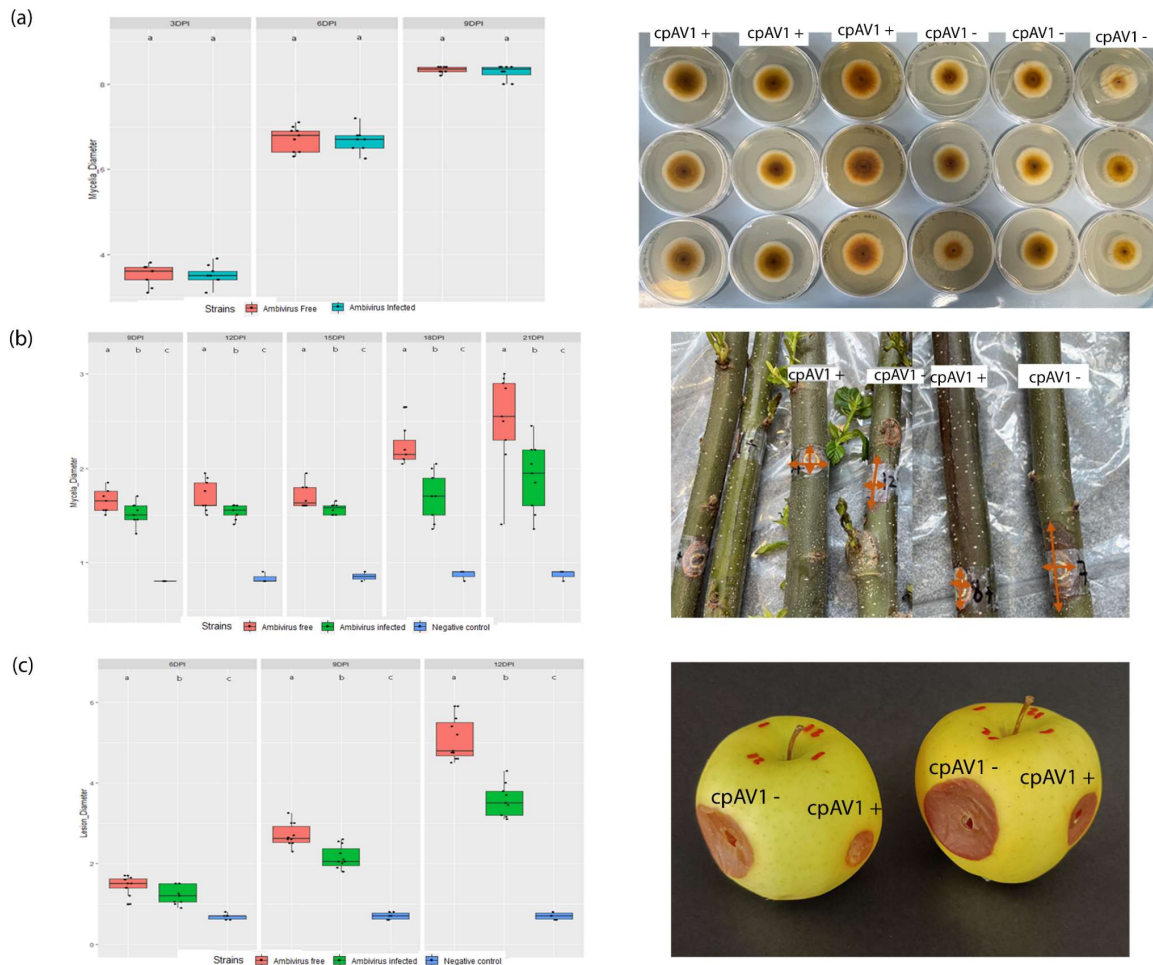 (a)
3DPI 6DPI 9DPI
a a a a a a
Mycelia_Diameter
8
6
4
Strains Ambivirus Free Ambivirus Infected
cpAV1 + cpAV1 + cpAV1 + cpAV1 - cpAV1 - cpAV1 -
(b)
9DPI 12DPI 15DPI 18DPI 21DPI
a b c a b c a b c a b c a b c
Mycelia_Diameter
3
2
1
Strains Ambivirus free Ambivirus infected Negative control
cpAV1 + cpAV1 - cpAV1 + cpAV1 -
12
(c)
6DPI 9DPI 12DPI
a b c a b c a b c
Lesion_Diameter
6
4
2
0
Strains Ambivirus free Ambivirus infected Negative control
cpAV1 - cpAV1 + cpAV1 - cpAV1 +